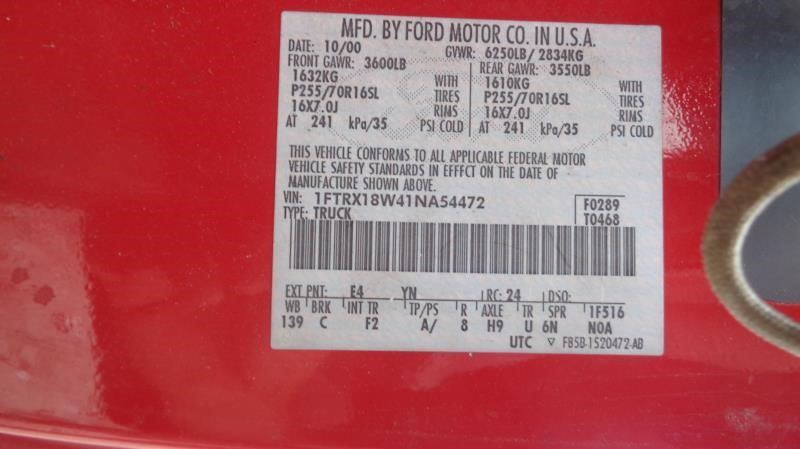 MFD. BY FORD MOTOR CO. IN U.S.A.
DATE: 10/00 GVWR: 6250LB/ 2834KG
FRONT GAWR: 3600LB REAR GAWR: 3550LB
1632KG WITH 1610KG WITH
P255/70R16SL TIRES P255/70R16SL TIRES
16X7.0J RIMS 16X7.0J RIMS
AT 241 kPa/35 PSI COLD AT 241 kPa/35 PSI COLD
THIS VEHICLE CONFORMS TO ALL APPLICABLE FEDERAL MOTOR
VEHICLE SAFETY STANDARDS IN EFFFCT ON THE DATE OF
MANUFACTURE SHOWN ABOVE.
VIN: 1FTRX18W41NA54472 F0289
TYPE: TRUCK T0468
EXT PNT: E4 YN RC: 24 DSO:
WB BRK INT TR TP/PS R AXLE TR SPR 1F516
139 C F2 A/ 8 H9 U 6N N0A
UTC ▽ F85B-1520472-AB